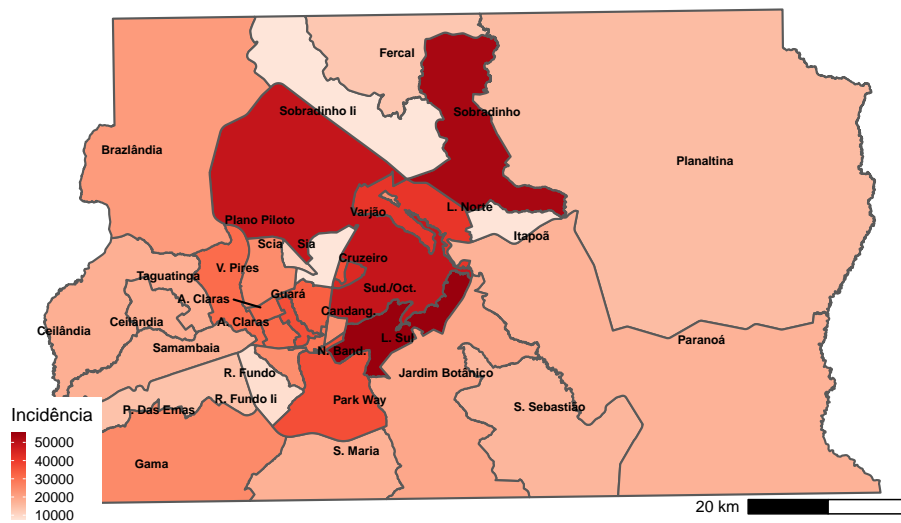 Fercal
Sobradinho Ii
Sobradinho
Brazlândia
Planaltina
L. Norte
Varjão
Plano Piloto
Itapoã
Scia
Sia
Cruzeiro
V. Pires
Taguatinga
Sud./Oct.
Guará
A. Claras
Candang.
Ceilândia
Ceilândia
A. Claras
L. Sul
Paranoá
Samambaia
N. Band.
R. Fundo
Jardim Botânico
R. Fundo Ii
Park Way
P. Das Emas
S. Sebastião
Incidência
50000
40000
30000
20000
10000
S. Maria
Gama
20 km